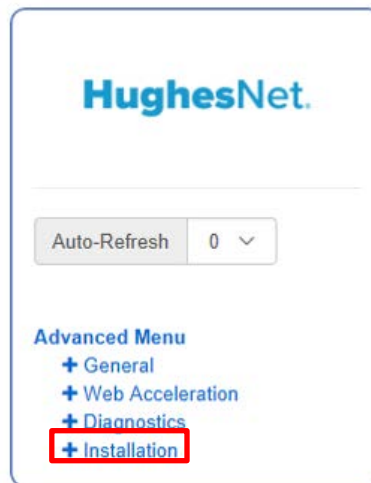 HughesNet.
Auto-Refresh 0
Advanced Menu
+ General
+ Web Acceleration
+ Diagnostics
+ Installation